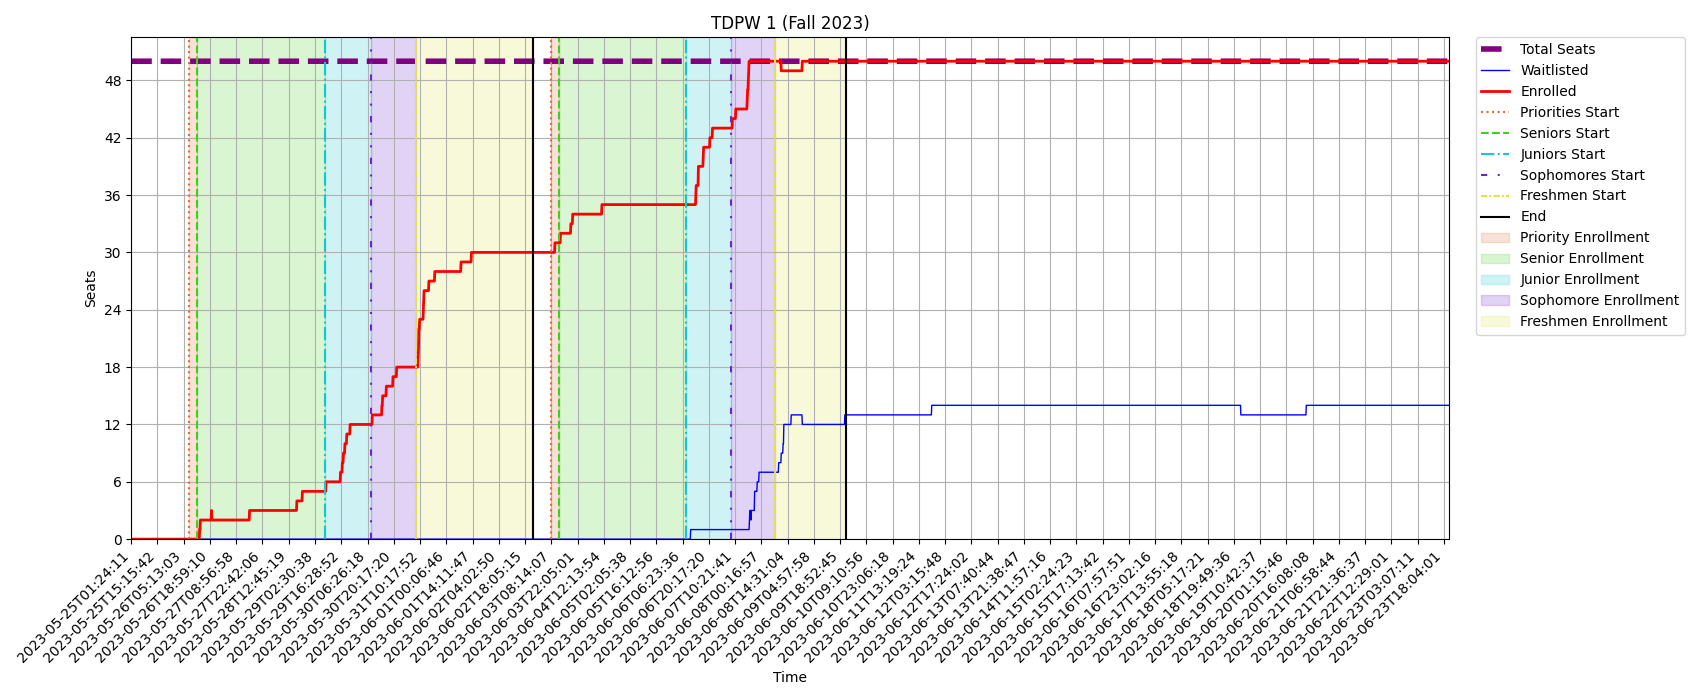 TDPW 1 (Fall 2023)
Seats
48
42
36
30
24
18
12
6
0
2023-05-25T01:24:11
2023-05-25T15:15:42
2023-05-26T05:13:03
2023-05-26T18:59:10
2023-05-27T08:56:58
2023-05-27T22:42:06
2023-05-28T12:45:19
2023-05-29T02:30:38
2023-05-29T16:28:52
2023-05-30T06:26:18
2023-05-30T20:17:20
2023-05-31T10:17:52
2023-06-01T00:06:46
2023-06-01T14:11:47
2023-06-02T04:02:50
2023-06-02T18:05:15
2023-06-03T08:14:07
2023-06-03T22:05:01
2023-06-04T12:13:54
2023-06-05T02:05:38
2023-06-05T16:12:56
2023-06-06T06:23:36
2023-06-06T20:17:20
2023-06-07T10:21:41
2023-06-08T00:16:57
2023-06-08T14:31:04
2023-06-09T04:57:58
2023-06-09T18:52:45
2023-06-10T09:10:56
2023-06-10T23:06:18
2023-06-11T13:19:24
2023-06-12T03:15:48
2023-06-12T17:24:02
2023-06-13T07:40:44
2023-06-13T21:38:47
2023-06-14T11:57:16
2023-06-15T02:24:23
2023-06-15T17:13:42
2023-06-16T07:57:51
2023-06-16T23:02:16
2023-06-17T13:55:18
2023-06-18T05:17:21
2023-06-18T19:49:36
2023-06-19T10:42:37
2023-06-20T01:15:46
2023-06-20T16:08:08
2023-06-21T06:58:44
2023-06-21T21:36:37
2023-06-22T12:29:01
2023-06-23T03:07:11
2023-06-23T18:04:01
Time
Total Seats
Waitlisted
Enrolled
Priorities Start
Seniors Start
Juniors Start
Sophomores Start
Freshmen Start
End
Priority Enrollment
Senior Enrollment
Junior Enrollment
Sophomore Enrollment
Freshmen Enrollment